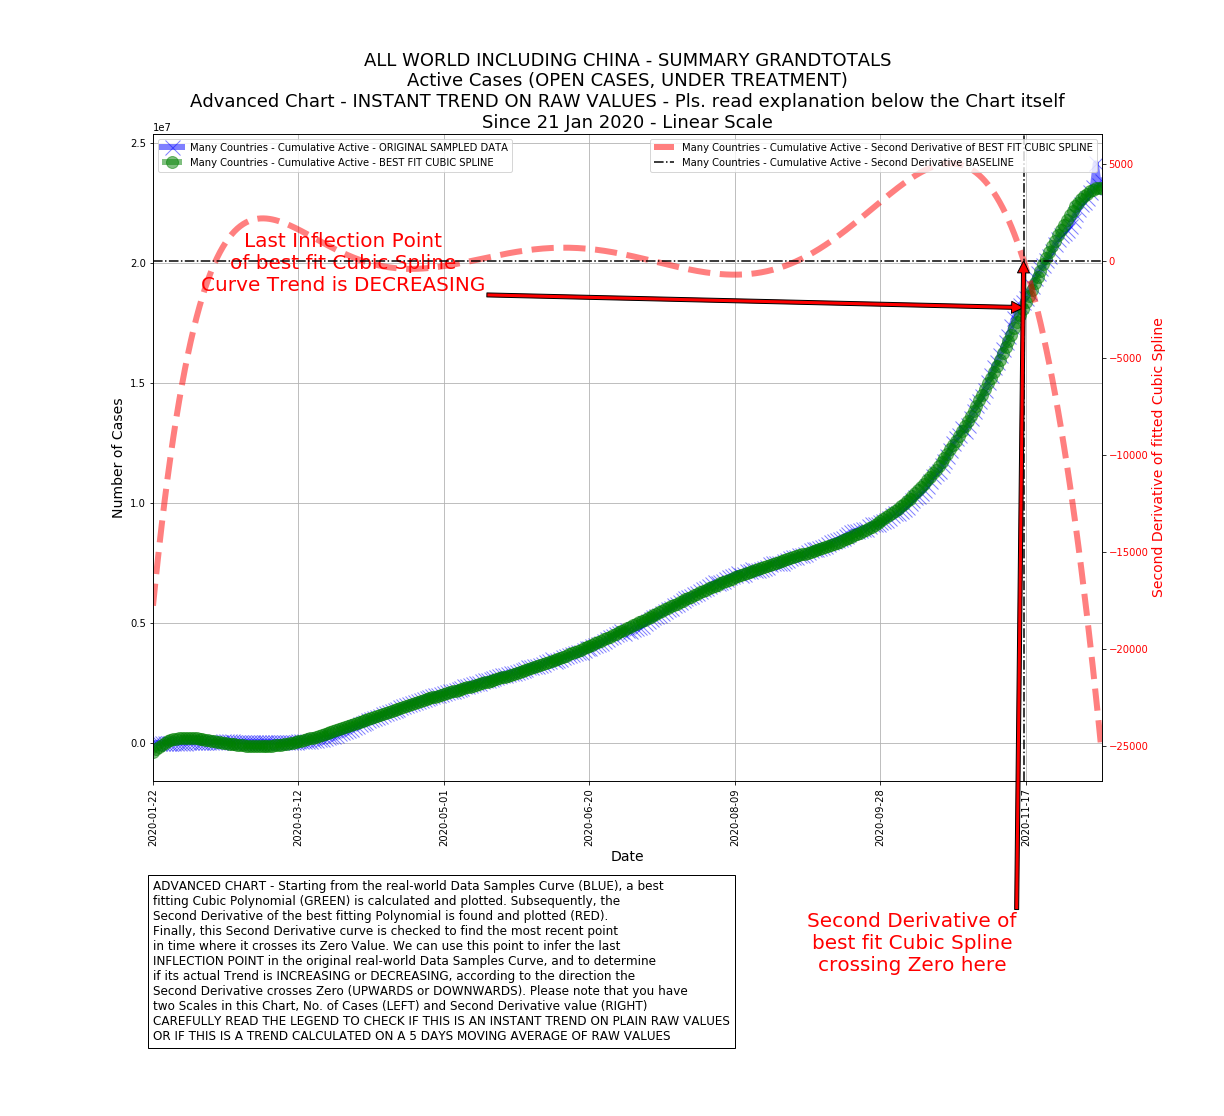 ALL WORLD INCLUDING CHINA - SUMMARY GRANDTOTALS
Active Cases (OPEN CASES, UNDER TREATMENT)
Advanced Chart - INSTANT TREND ON RAW VALUES - Pls. read explanation below the Chart itself
Since 21 Jan 2020 - Linear Scale
1e7
Many Countries - Cumulative Active - ORIGINAL SAMPLED DATA
Many Countries - Cumulative Active - BEST FIT CUBIC SPLINE
Many Countries - Cumulative Active - Second Derivative of BEST FIT CUBIC SPLINE
Many Countries - Cumulative Active - Second Derivative BASELINE
2.5
2.0
1.5
1.0
0.5
0.0
Number of Cases
Last Inflection Point
of best fit Cubic Spline
Curve Trend is DECREASING
5000
0
−5000
−10000
−15000
−20000
−25000
Second Derivative of fitted Cubic Spline
2020-01-22
2020-03-12
2020-05-01
2020-06-20
2020-08-09
2020-09-28
2020-11-17
Date
ADVANCED CHART - Starting from the real-world Data Samples Curve (BLUE), a best
fitting Cubic Polynomial (GREEN) is calculated and plotted. Subsequently, the
Second Derivative of the best fitting Polynomial is found and plotted (RED).
Finally, this Second Derivative curve is checked to find the most recent point
in time where it crosses its Zero Value. We can use this point to infer the last
INFLECTION POINT in the original real-world Data Samples Curve, and to determine
if its actual Trend is INCREASING or DECREASING, according to the direction the
Second Derivative crosses Zero (UPWARDS or DOWNWARDS). Please note that you have
two Scales in this Chart, No. of Cases (LEFT) and Second Derivative value (RIGHT)
CAREFULLY READ THE LEGEND TO CHECK IF THIS IS AN INSTANT TREND ON PLAIN RAW VALUES
OR IF THIS IS A TREND CALCULATED ON A 5 DAYS MOVING AVERAGE OF RAW VALUES
Second Derivative of
best fit Cubic Spline
crossing Zero here